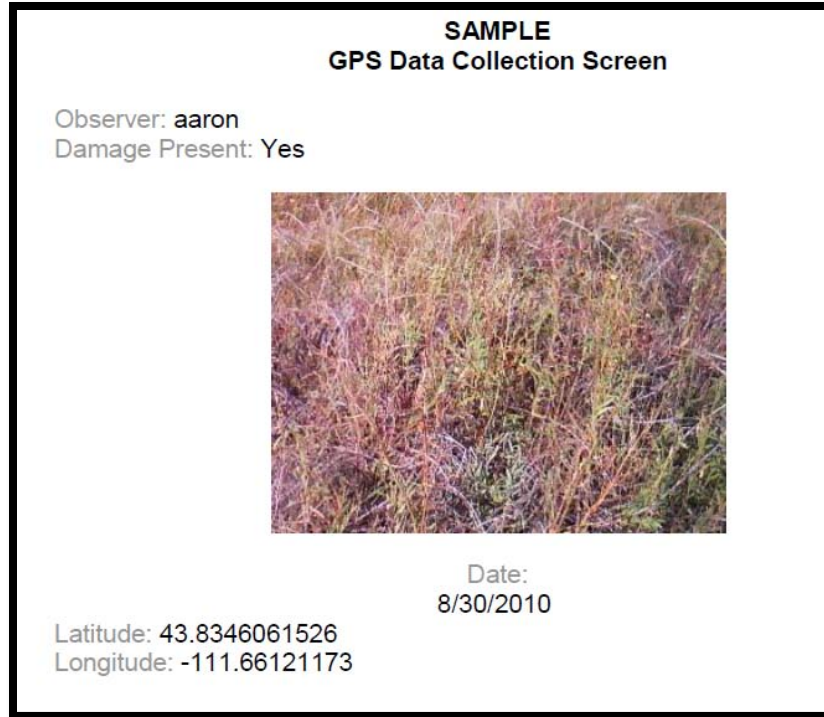 SAMPLE
GPS Data Collection Screen
Observer: aaron
Damage Present: Yes
Date:
8/30/2010
Latitude: 43.8346061526
Longitude: -111.66121173